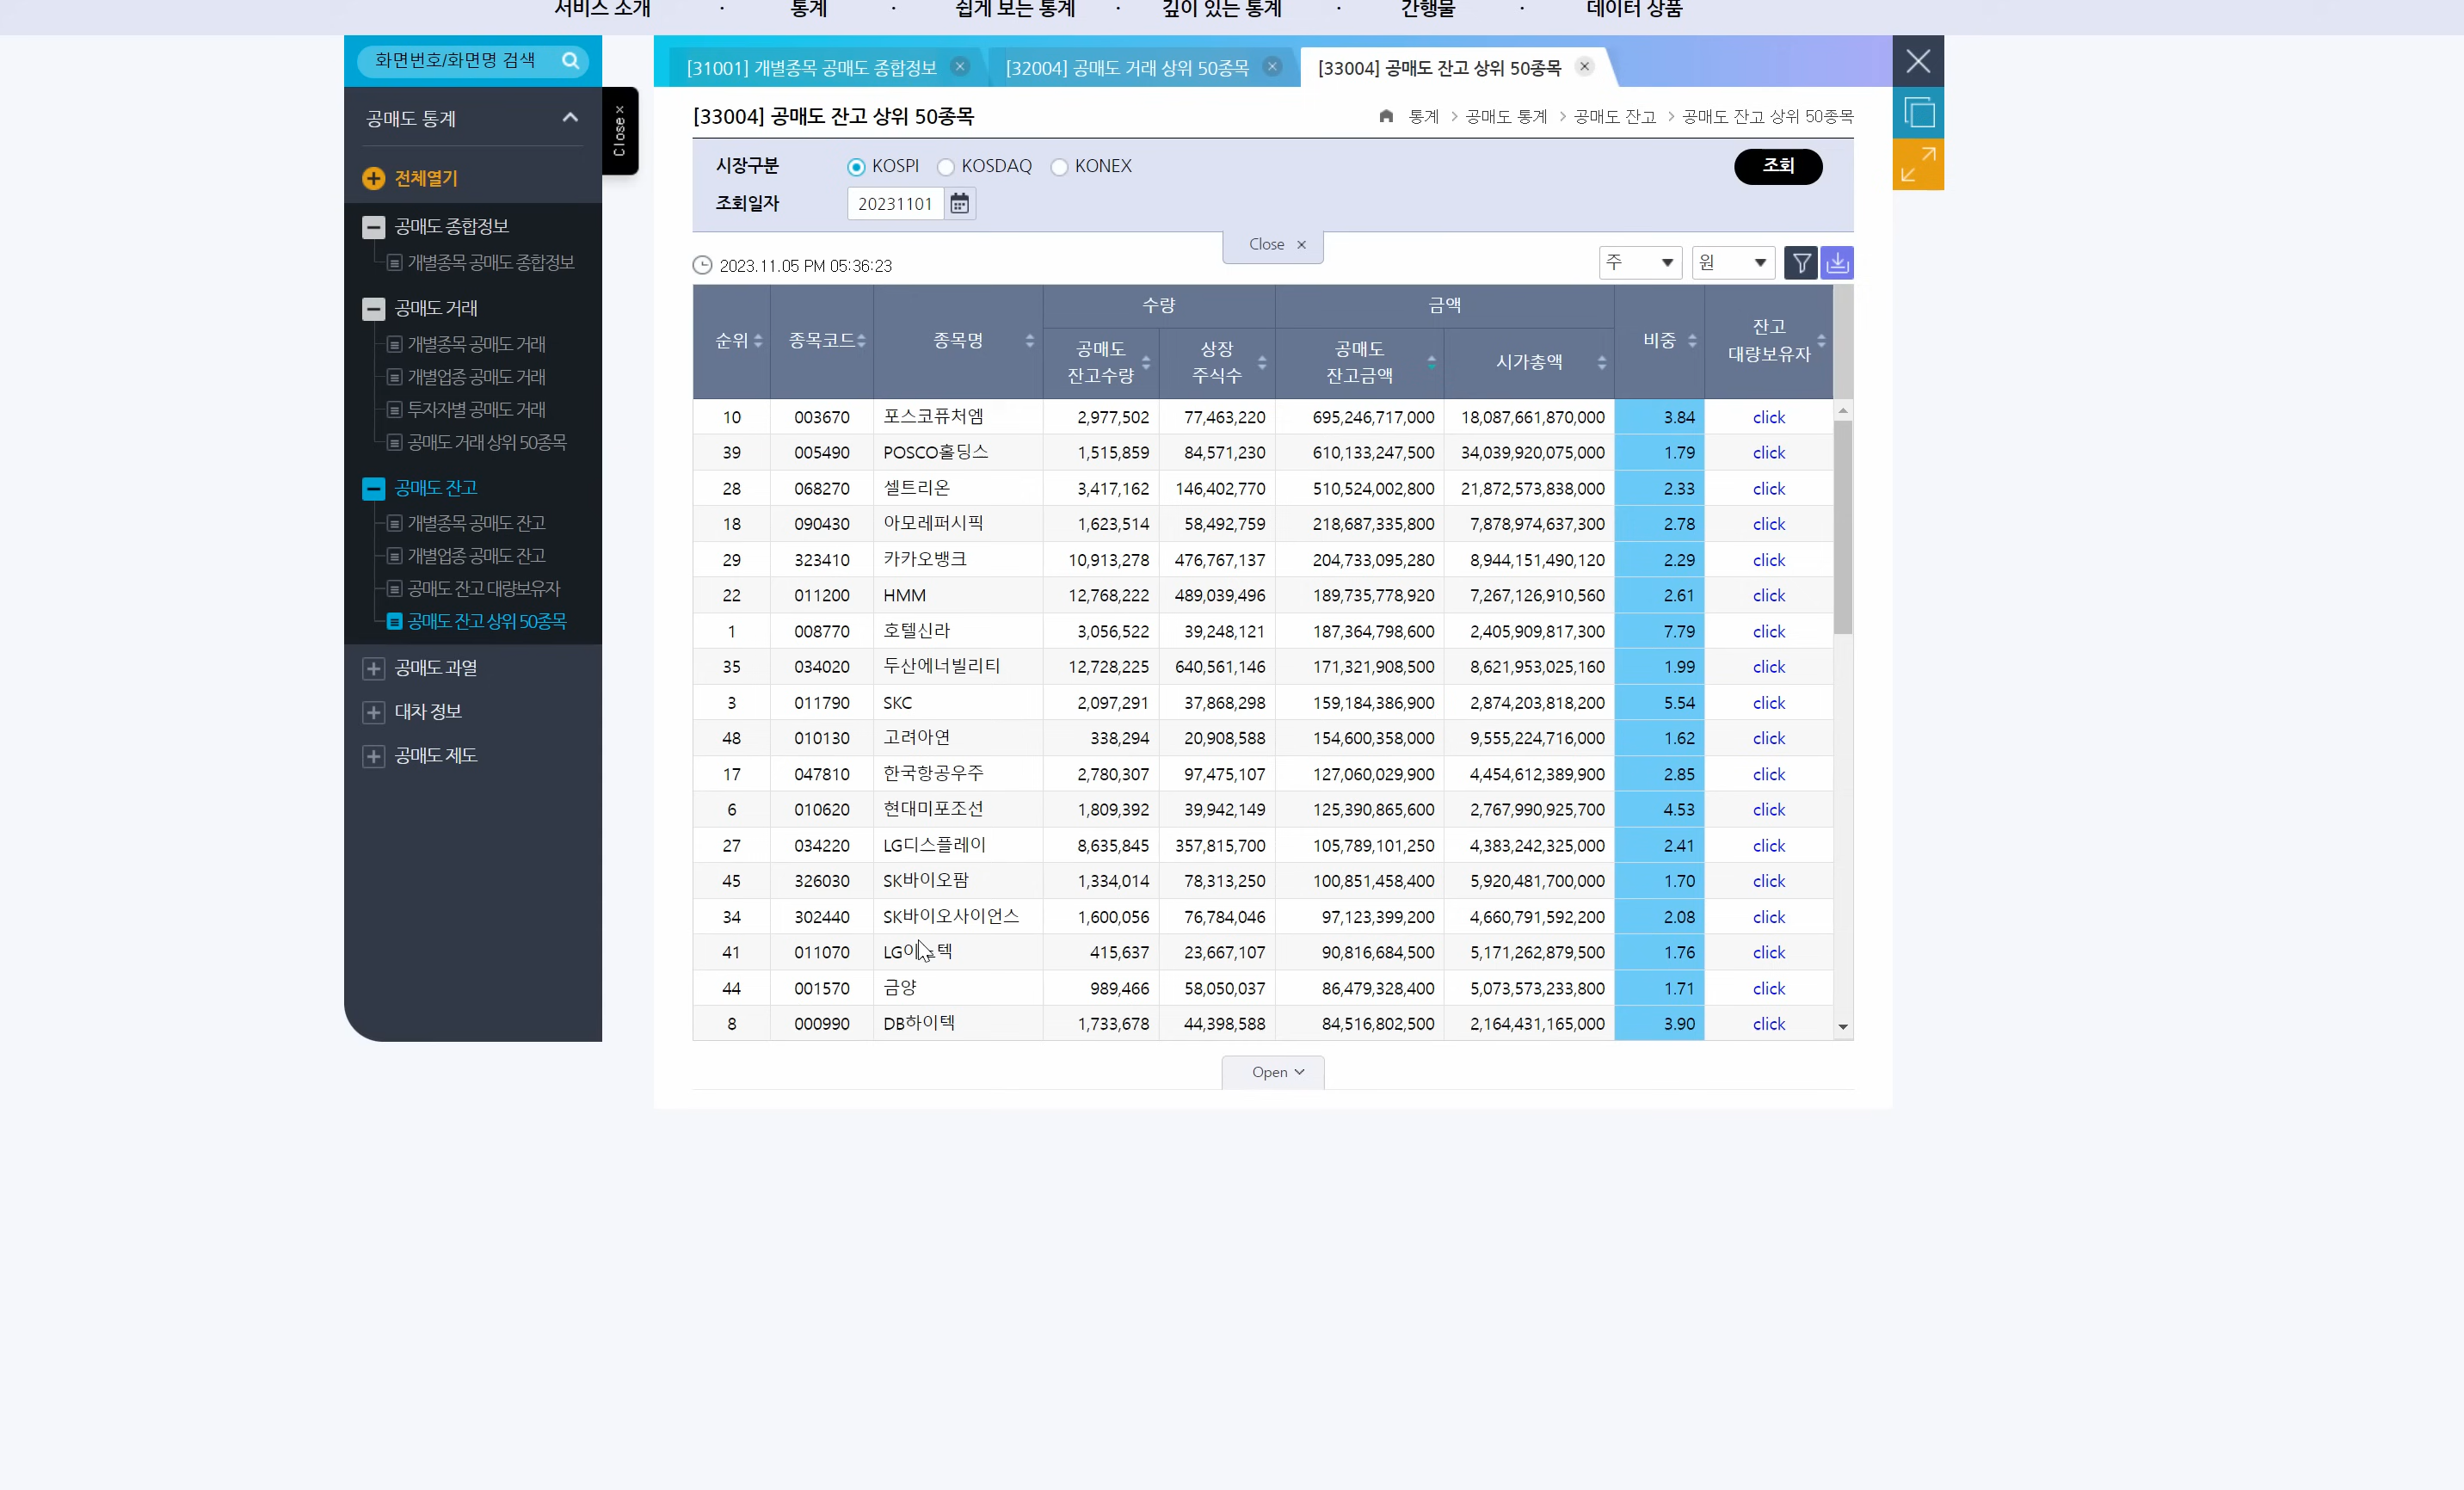 서비스 소개 · 통계 · 쉽게 보는 통계 · 깊이 있는 통계 · 간행물 · 데이터 상품
화면번호/화면명 검색
[31001] 개별종목 공매도 종합정보 [32004] 공매도 거래 상위 50종목 [33004] 공매도 잔고 상위 50종목
공매도 통계
전체열기
공매도 종합정보
개별종목 공매도 종합정보
공매도 거래
개별종목 공매도 거래
개별업종 공매도 거래
투자자별 공매도 거래
공매도 거래 상위 50종목
공매도 잔고
개별종목 공매도 잔고
개별업종 공매도 잔고
공매도 잔고 대량보유자
공매도 잔고 상위 50종목
공매도 과열
대차 정보
공매도 제도
Close ×
[33004] 공매도 잔고 상위 50종목
통계 > 공매도 통계 > 공매도 잔고 > 공매도 잔고 상위 50종목
시장구분 KOSPI KOSDAQ KONEX 조회
조회일자 20231101
Close ×
2023.11.05 PM 05:36:23 주 원
순위 종목코드 종목명 수량 금액 비중 잔고 대량보유자
공매도 잔고수량 상장 주식수 공매도 잔고금액 시가총액
10 003670 포스코퓨처엠 2,977,502 77,463,220 695,246,717,000 18,087,661,870,000 3.84 click
39 005490 POSCO홀딩스 1,515,859 84,571,230 610,133,247,500 34,039,920,075,000 1.79 click
28 068270 셀트리온 3,417,162 146,402,770 510,524,002,800 21,872,573,838,000 2.33 click
18 090430 아모레퍼시픽 1,623,514 58,492,759 218,687,335,800 7,878,974,637,300 2.78 click
29 323410 카카오뱅크 10,913,278 476,767,137 204,733,095,280 8,944,151,490,120 2.29 click
22 011200 HMM 12,768,222 489,039,496 189,735,778,920 7,267,126,910,560 2.61 click
1 008770 호텔신라 3,056,522 39,248,121 187,364,798,600 2,405,909,817,300 7.79 click
35 034020 두산에너빌리티 12,728,225 640,561,146 171,321,908,500 8,621,953,025,160 1.99 click
3 011790 SKC 2,097,291 37,868,298 159,184,386,900 2,874,203,818,200 5.54 click
48 010130 고려아연 338,294 20,908,588 154,600,358,000 9,555,224,716,000 1.62 click
17 047810 한국항공우주 2,780,307 97,475,107 127,060,029,900 4,454,612,389,900 2.85 click
6 010620 현대미포조선 1,809,392 39,942,149 125,390,865,600 2,767,990,925,700 4.53 click
27 034220 LG디스플레이 8,635,845 357,815,700 105,789,101,250 4,383,242,325,000 2.41 click
45 326030 SK바이오팜 1,334,014 78,313,250 100,851,458,400 5,920,481,700,000 1.70 click
34 302440 SK바이오사이언스 1,600,056 76,784,046 97,123,399,200 4,660,791,592,200 2.08 click
41 011070 LG이노텍 415,637 23,667,107 90,816,684,500 5,171,262,879,500 1.76 click
44 001570 금양 989,466 58,050,037 86,479,328,400 5,073,573,233,800 1.71 click
8 000990 DB하이텍 1,733,678 44,398,588 84,516,802,500 2,164,431,165,000 3.90 click
Open